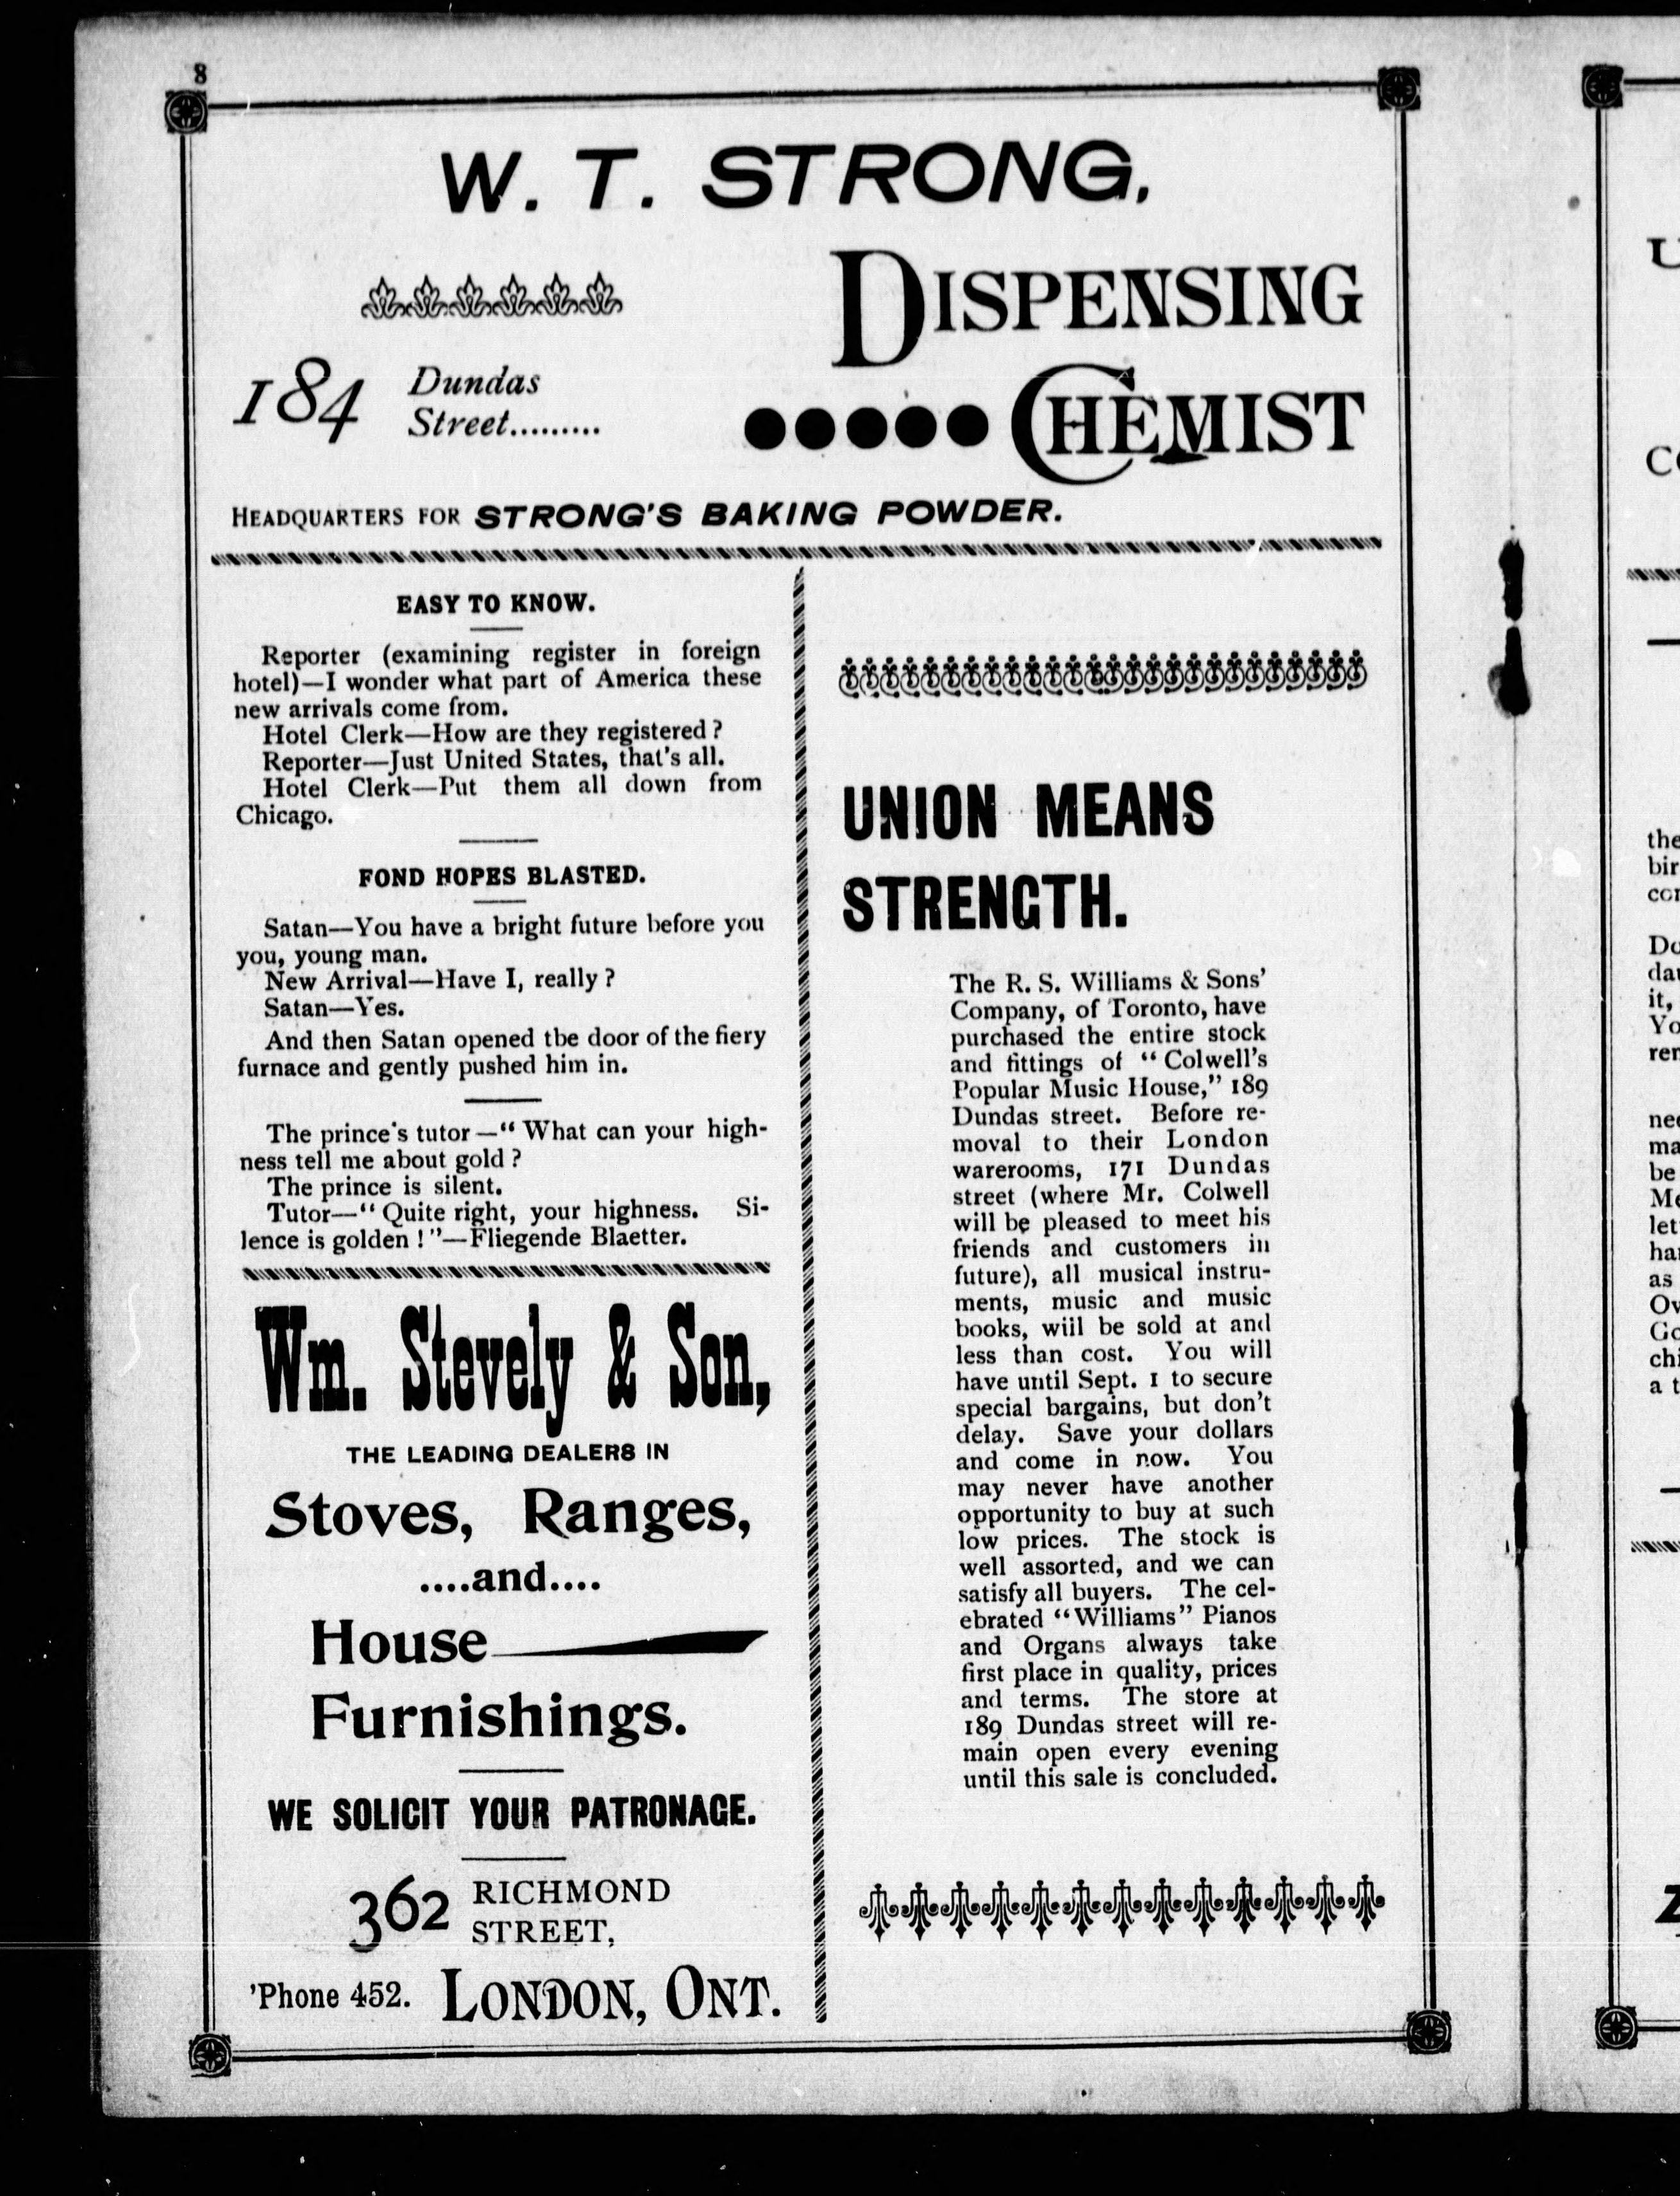 8
W. T. STRONG,
184 Dundas
Street.........
DISPENSING
CHEMIST
HEADQUARTERS FOR STRONG'S BAKING POWDER.
EASY TO KNOW.
Reporter (examining register in foreign
hotel)—I wonder what part of America these
new arrivals come from.
Hotel Clerk—How are they registered?
Reporter—Just United States, that's all.
Hotel Clerk—Put them all down from
Chicago.
FOND HOPES BLASTED.
Satan—You have a bright future before you
you, young man.
New Arrival—Have I, really?
Satan—Yes.
And then Satan opened tbe door of the fiery
furnace and gently pushed him in.
The prince's tutor—“ What can your high-
ness tell me about gold?
The prince is silent.
Tutor—“ Quite right, your highness. Si-
lence is golden!”—Fliegende Blaetter.
Wm. Stevely & Son,
THE LEADING DEALERS IN
Stoves, Ranges,
....and....
House
Furnishings.
WE SOLICIT YOUR PATRONAGE.
362 RICHMOND
STREET,
'Phone 452. LONDON, ONT.
UNION MEANS
STRENGTH.
The R. S. Williams & Sons'
Company, of Toronto, have
purchased the entire stock
and fittings of “ Colwell's
Popular Music House,” 189
Dundas street. Before re-
moval to their London
warerooms, 171 Dundas
street (where Mr. Colwell
will be pleased to meet his
friends and customers in
future), all musical instru-
ments, music and music
books, wiil be sold at and
less than cost. You will
have until Sept. 1 to secure
special bargains, but don't
delay. Save your dollars
and come in now. You
may never have another
opportunity to buy at such
low prices. The stock is
well assorted, and we can
satisfy all buyers. The cel-
ebrated “Williams” Pianos
and Organs always take
first place in quality, prices
and terms. The store at
189 Dundas street will re-
main open every evening
until this sale is concluded.
the
be
it,
as